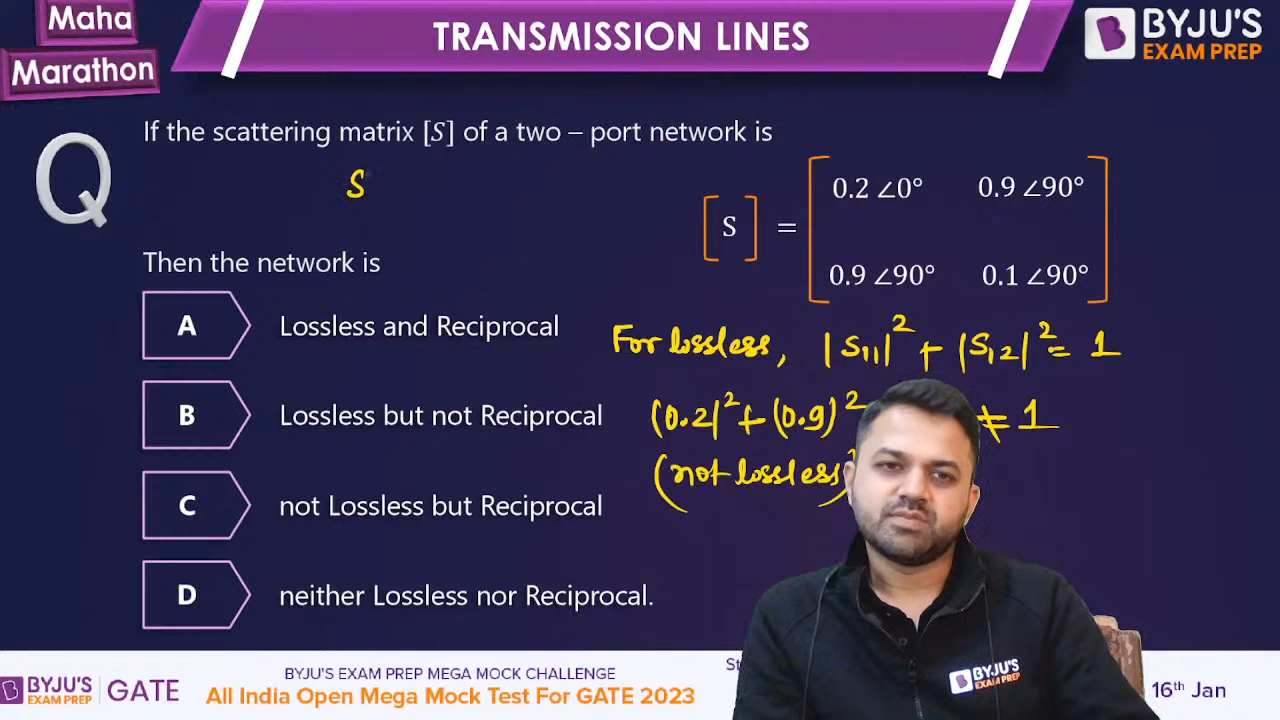 Maha
Marathon
TRANSMISSION LINES
BYJU'S
EXAM PREP
Q
If the scattering matrix [S] of a two – port network is
S
[S] = [0.2 ∠0° 0.9 ∠90°
0.9 ∠90° 0.1 ∠90°]
Then the network is
A Lossless and Reciprocal
B Lossless but not Reciprocal
C not Lossless but Reciprocal
D neither Lossless nor Reciprocal.
For lossless, |S11|² + |S12|² = 1
(0.2)² + (0.9)² ≠ 1
(not lossless)
BYJU'S
EXAM PREP
BYJU'S
EXAM PREP
GATE
BYJU'S EXAM PREP MEGA MOCK CHALLENGE
All India Open Mega Mock Test For GATE 2023
16th Jan